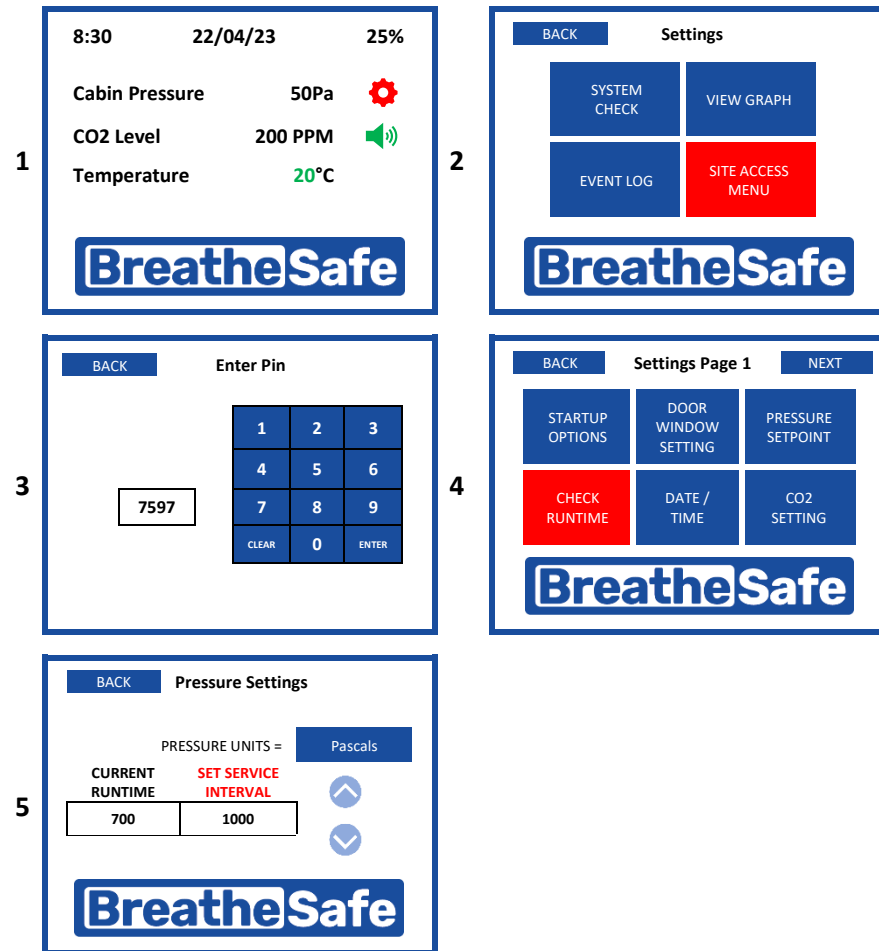 1
8:30 22/04/23 25%
Cabin Pressure 50Pa
CO2 Level 200 PPM
Temperature 20°C
BreatheSafe
2
BACK Settings
SYSTEM
CHECK
VIEW GRAPH
EVENT LOG
SITE ACCESS
MENU
BreatheSafe
3
BACK Enter Pin
1 2 3
4 5 6
7597
7 8 9
CLEAR 0 ENTER
4
BACK Settings Page 1 NEXT
STARTUP
OPTIONS
DOOR
WINDOW
SETTING
PRESSURE
SETPOINT
CHECK
RUNTIME
DATE /
TIME
CO2
SETTING
BreatheSafe
5
BACK Pressure Settings
PRESSURE UNITS = Pascals
CURRENT
RUNTIME
SET SERVICE
INTERVAL
700 1000
BreatheSafe